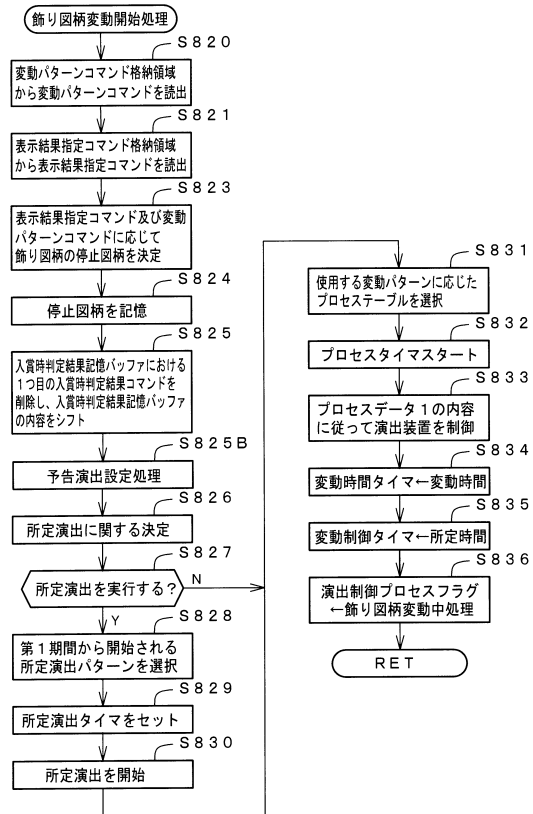 飾り図柄変動開始処理
S820
変動パターンコマンド格納領域
から変動パターンコマンドを読出
S821
表示結果指定コマンド格納領域
から表示結果指定コマンドを読出
S823
表示結果指定コマンド及び変動
パターンコマンドに応じて
飾り図柄の停止図柄を決定
S824
停止図柄を記憶
S825
入賞時判定結果記憶バッファにおける
1つ目の入賞時判定結果コマンドを
削除し、入賞時判定結果記憶バッファ
の内容をシフト
S825B
予告演出設定処理
S826
所定演出に関する決定
S827
所定演出を実行する?
N
Y
S828
第1期間から開始される
所定演出パターンを選択
S829
所定演出タイマをセット
S830
所定演出を開始
S831
使用する変動パターンに応じた
プロセステーブルを選択
S832
プロセスタイマスタート
S833
プロセスデータ1の内容
に従って演出装置を制御
S834
変動時間タイマ←変動時間
S835
変動制御タイマ←所定時間
S836
演出制御プロセスフラグ
←飾り図柄変動中処理
RET